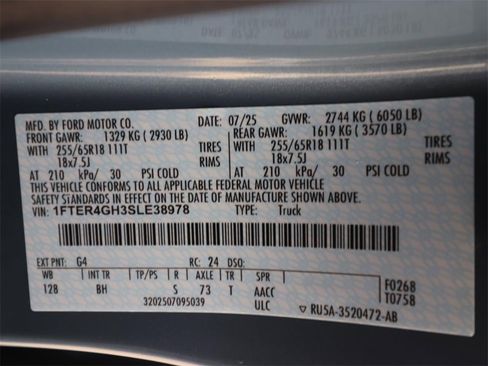 MFD. BY FORD MOTOR CO. DATE: 07/25 GVWR: 2744 KG ( 6050 LB)
FRONT GAWR: 1329 KG ( 2930 LB) REAR GAWR: 1619 KG ( 3570 LB)
WITH 255/65R18 111T TIRES WITH 255/65R18 111T TIRES
18x7.5J RIMS 18x7.5J RIMS
AT 210 kPa/ 30 PSI COLD AT 210 kPa/ 30 PSI COLD
THIS VEHICLE CONFORMS TO ALL APPLICABLE FEDERAL MOTOR VEHICLE
SAFETY STANDARDS IN EFFECT ON THE DATE OF MANUFACTURE SHOWN ABOVE.
VIN: 1FTER4GH3SLE38978 TYPE: Truck
EXT PNT: G4 RC: 24 DSO:
WB INT TR TP/PS R AXLE TR SPR
128 BH S 73 T AACC
ULC
F0268
T0758
3202507095039
▽ RU5A-3520472-AB